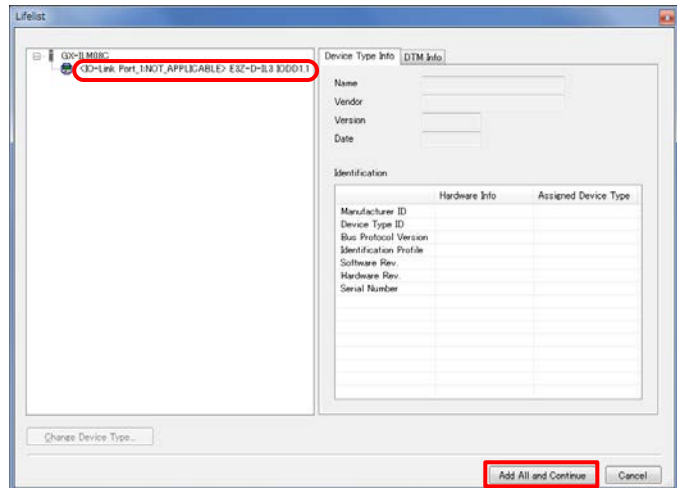 Lifelist
GX-ILM08C
<IO-Link Port_1:NOT_APPLICABLE> E3Z-D-IL3 IODD1.1
Device Type Info
DTM Info
Name
Vendor
Version
Date
Identification
Hardware Info
Assigned Device Type
Manufacturer ID
Device Type ID
Bus Protocol Version
Identification Profile
Software Rev.
Hardware Rev.
Serial Number
Change Device Type...
Add All and Continue
Cancel